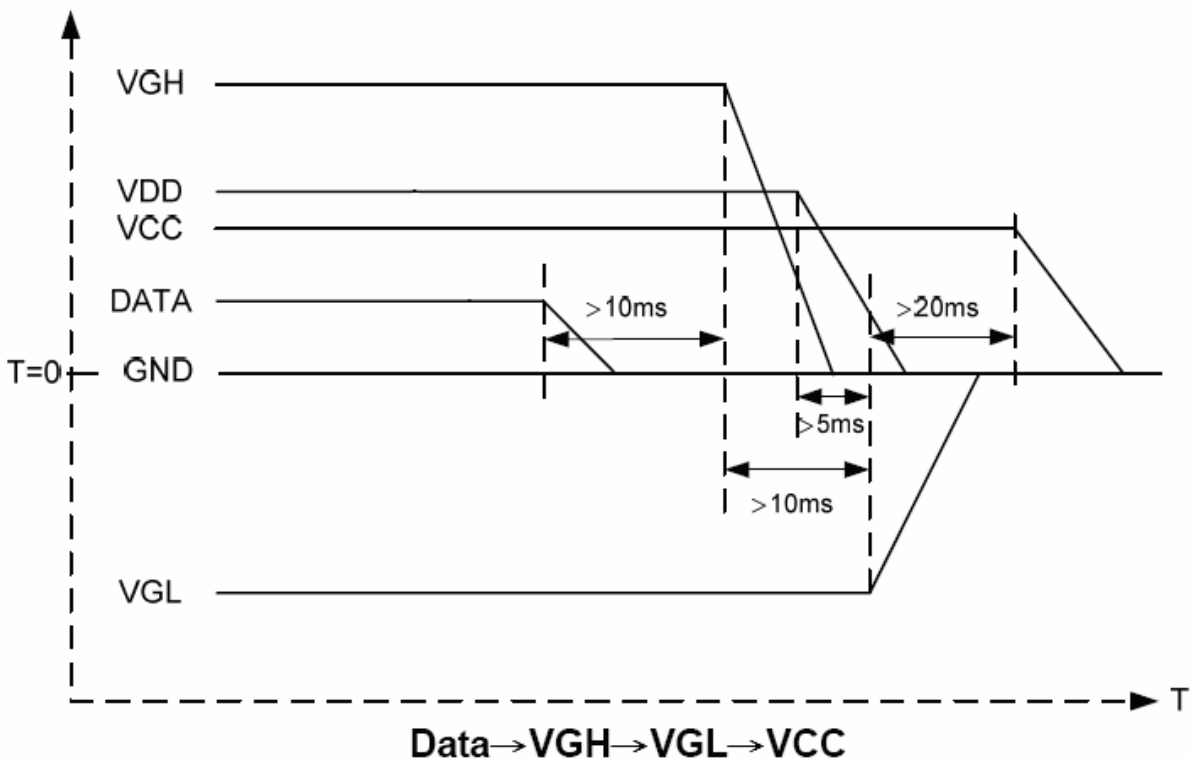 VGH
VDD
VCC
DATA
>10ms
>20ms
T=0
GND
>5ms
>10ms
VGL
T
Data→VGH→VGL→VCC